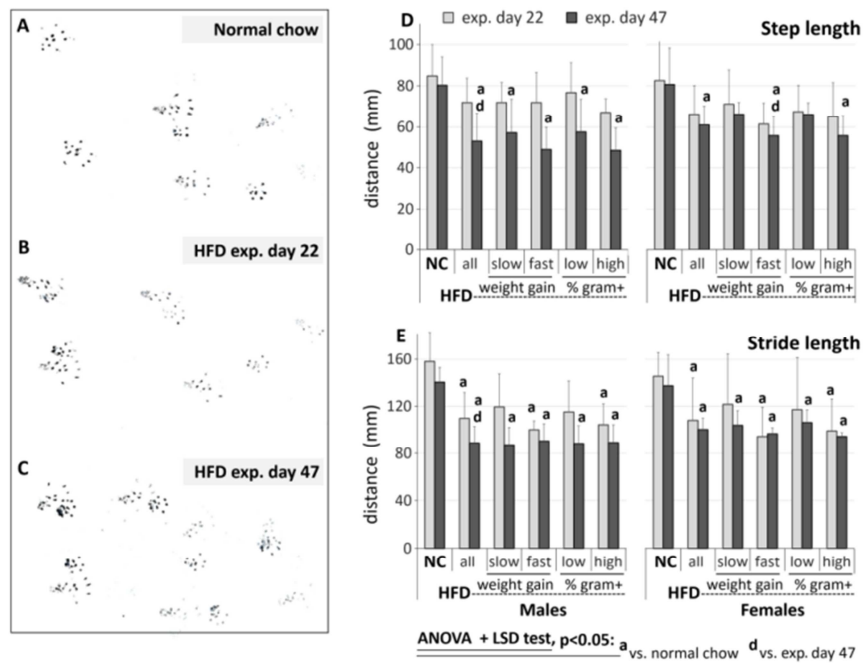 A
Normal chow
B
HFD exp. day 22
C
HFD exp. day 47
D
exp. day 22 exp. day 47
Step length
distance (mm)
100
80
60
40
20
0
a
d
a
a
a
a
a
a
d
a
NC all slow fast low high
weight gain % gram+
HFD
NC all slow fast low high
weight gain % gram+
HFD
E
Stride length
distance (mm)
160
120
80
40
0
a
a
d
a
a
a
a
a
a
a
a
a
a
a
a
a
a
NC all slow fast low high
weight gain % gram+
HFD
Males
NC all slow fast low high
weight gain % gram+
HFD
Females
ANOVA + LSD test, p<0.05: a vs. normal chow d vs. exp. day 47